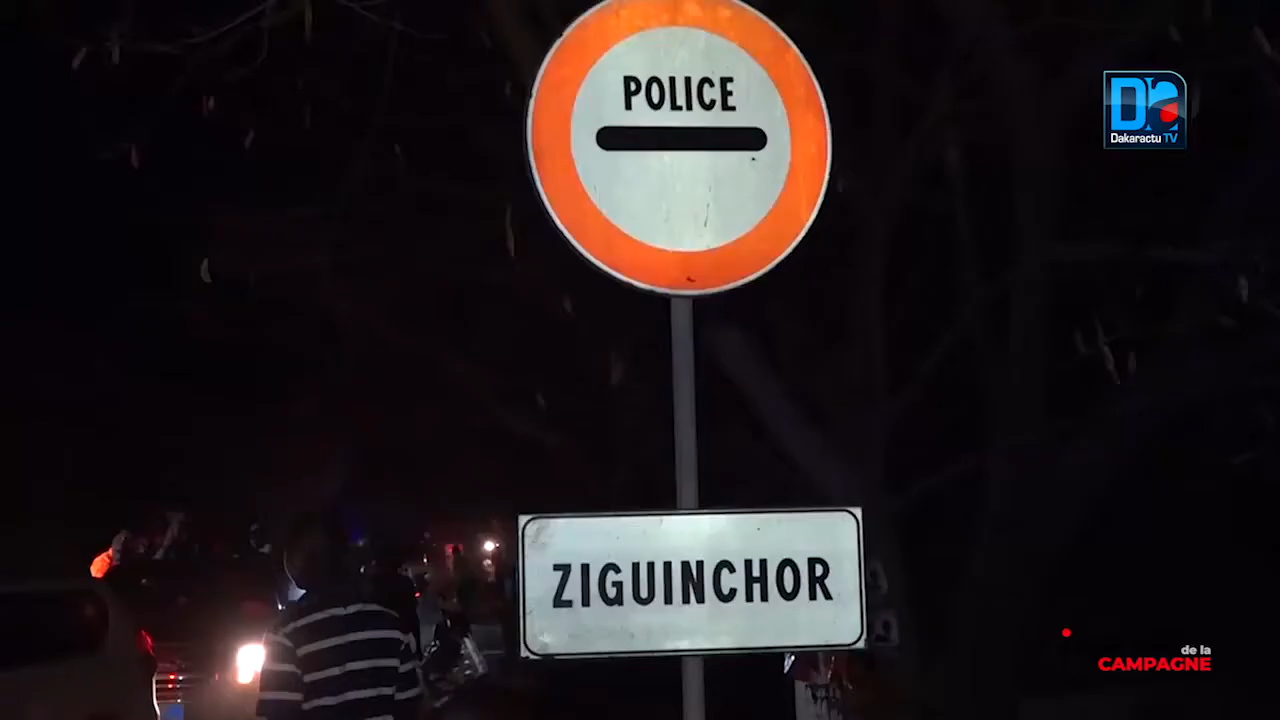 POLICE
ZIGUINCHOR
Dakaractu TV
de la
CAMPAGNE